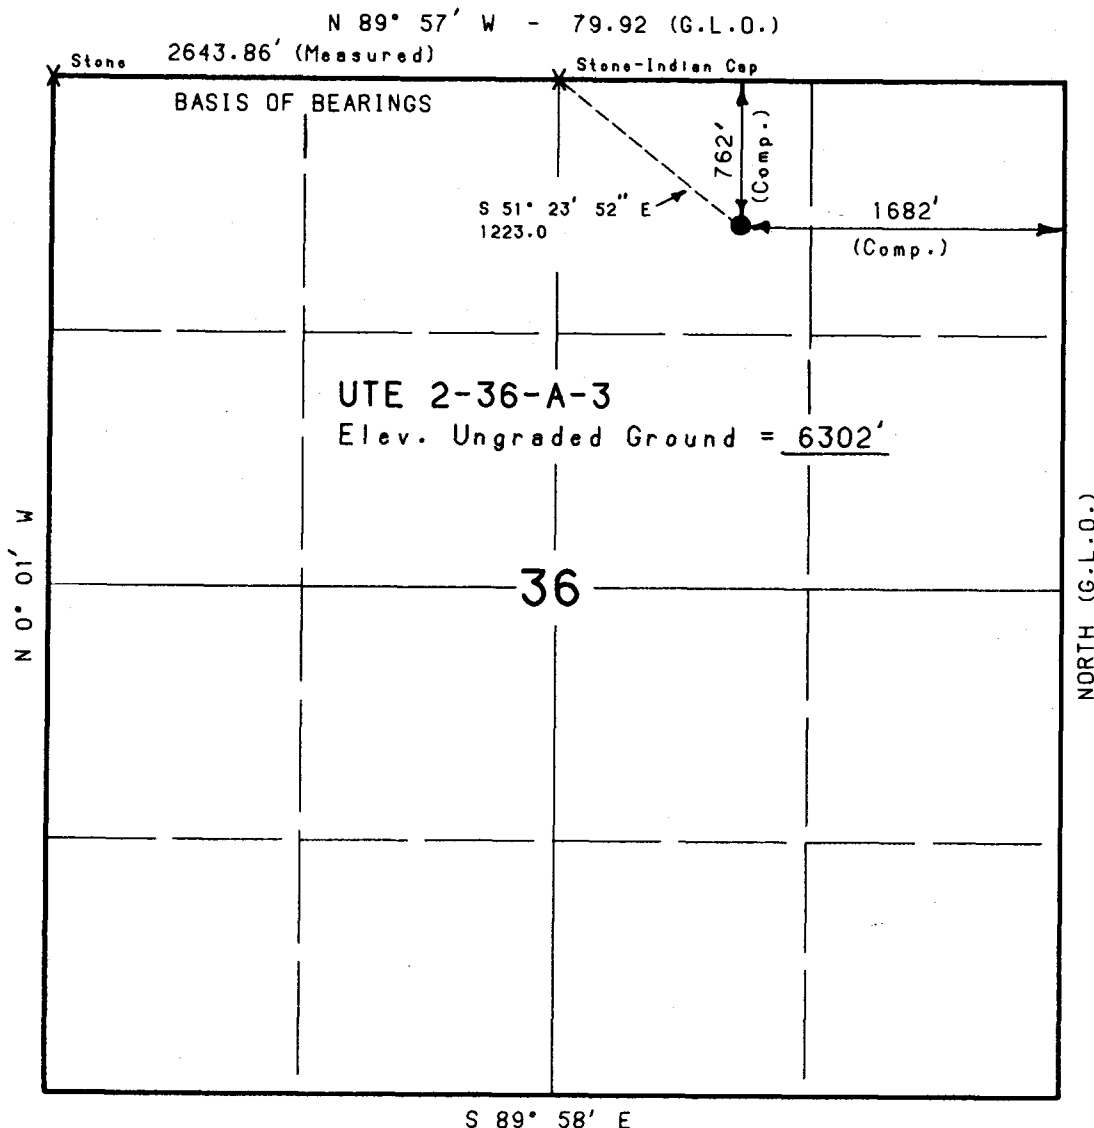 N 89° 57' W - 79.92 (G.L.O.)
Stone
2643.86' (Measured)
Stone-Indian Cap
BASIS OF BEARINGS
762'
(Comp.)
S 51° 23' 52" E
1223.0
1682'
(Comp.)
UTE 2-36-A-3
Elev. Ungraded Ground = 6302'
N 0° 01' W
36
NORTH (G.L.O.)
S 89° 58' E